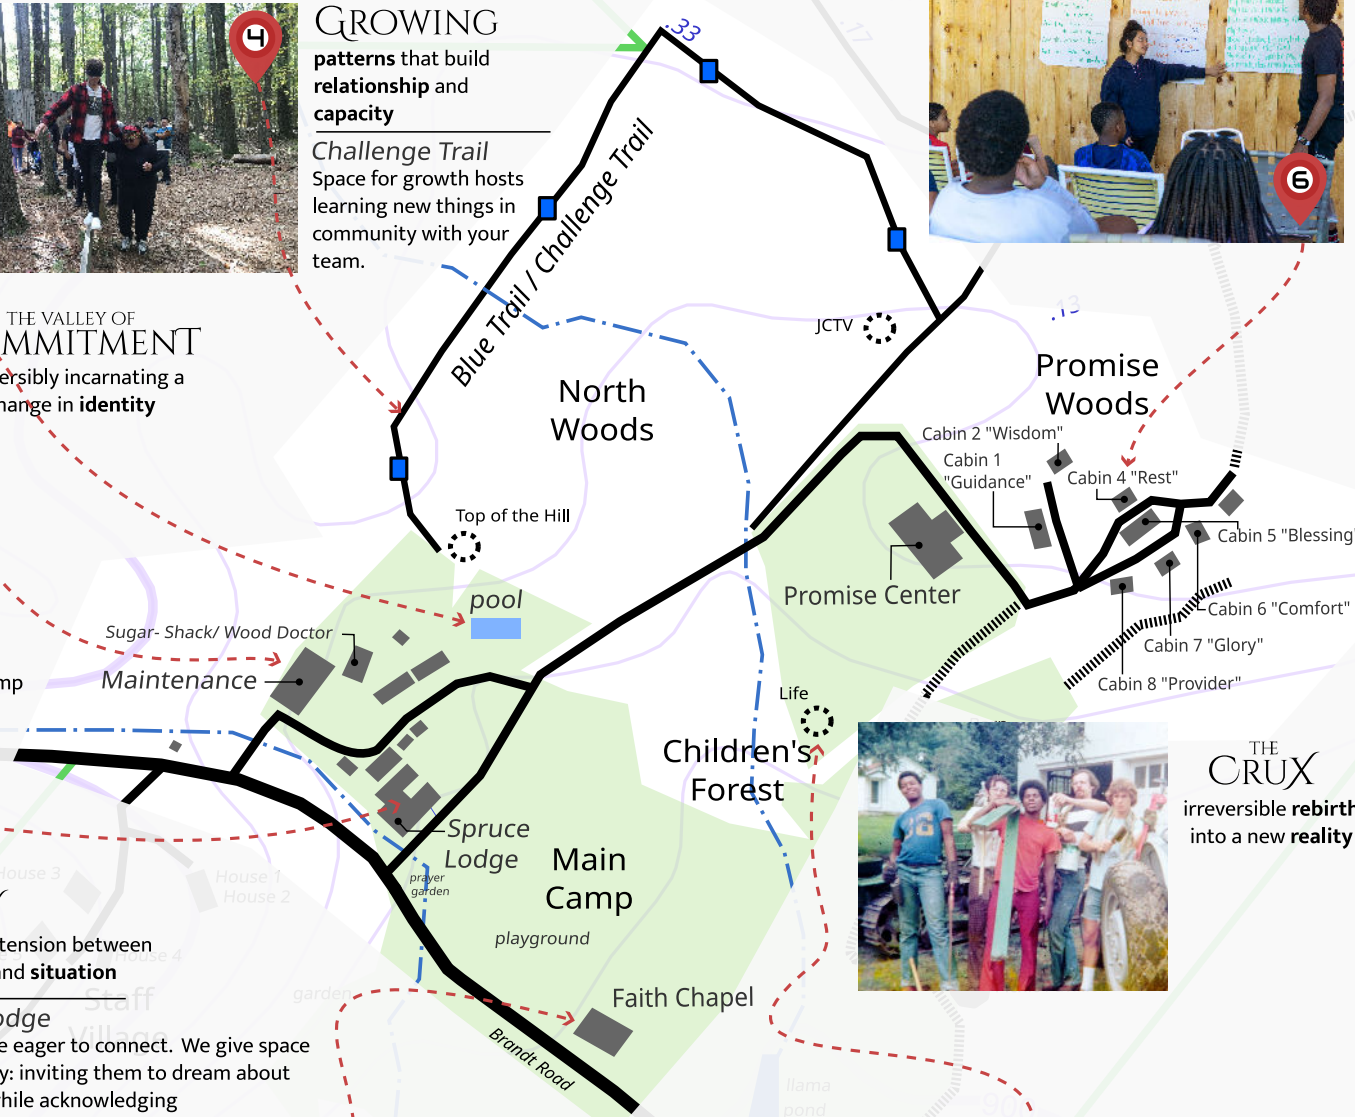 4
GROWING
patterns that build
relationship and
capacity
Challenge Trail
Space for growth hosts
learning new things in
community with your
team.
.33
.17
6
Blue Trail / Challenge Trail
THE VALLEY OF
MMITMENT
ersibly incarnating a
hange in identity
JCTV
.13
North
Woods
Promise
Woods
Cabin 2 "Wisdom"
Cabin 1
"Guidance"
Cabin 4 "Rest"
Cabin 5 "Blessing"
Top of the Hill
pool
Promise Center
Cabin 6 "Comfort"
Cabin 7 "Glory"
Cabin 8 "Provider"
Sugar- Shack/ Wood Doctor
Maintenance
mp
Life
Children's
Forest
THE
CRUX
irreversible rebirth
into a new reality
Spruce
Lodge
prayer
garden
Main
Camp
playground
House 3
House 1
House 2
House 4
tension between
nd situation
Staff
Village
garden
odge
e eager to connect. We give space
y: inviting them to dream about
hile acknowledging
Faith Chapel
Brandt Road
llama
pond